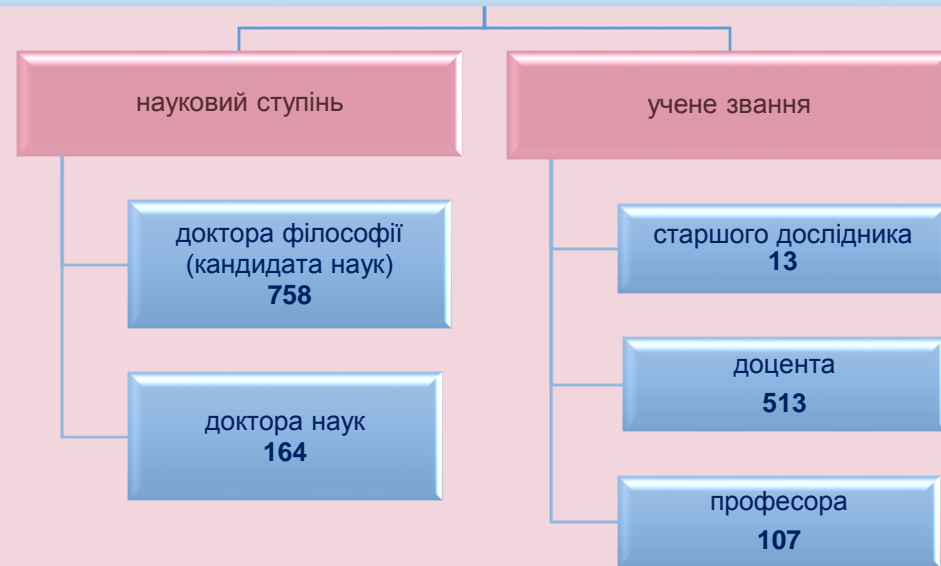 науковий ступінь
доктора філософії
(кандидата наук)
758
доктора наук
164
учене звання
старшого дослідника
13
доцента
513
професора
107